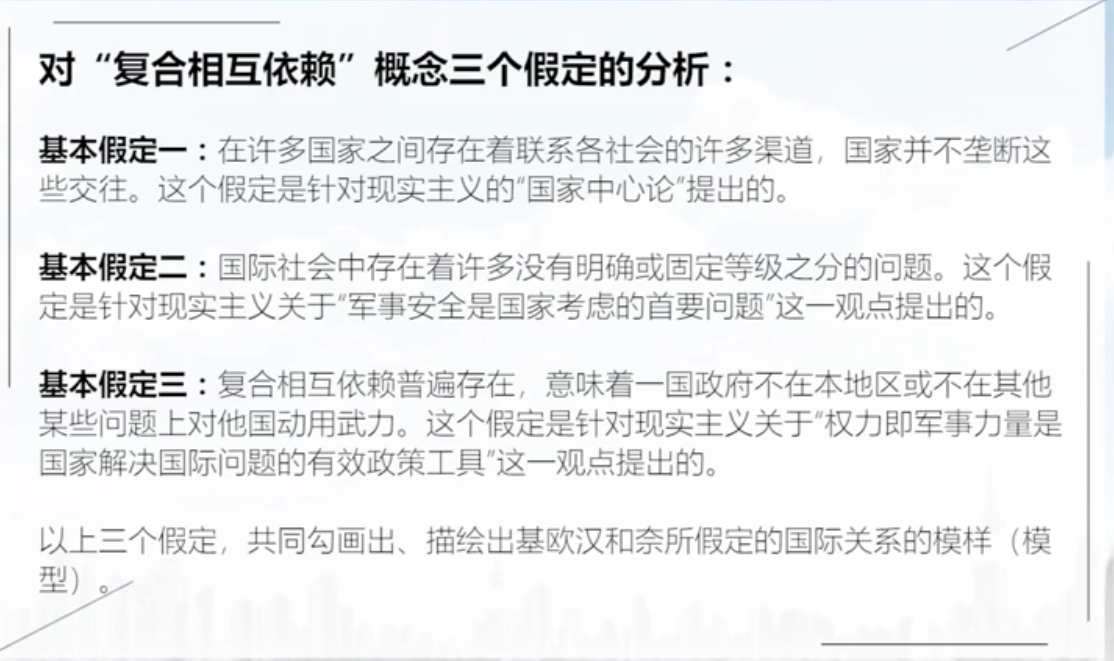 对“复合相互依赖”概念三个假定的分析：
基本假定一：在许多国家之间存在着联系各社会的许多渠道，国家并不垄断这
些交往。这个假定是针对现实主义的“国家中心论”提出的。
基本假定二：国际社会中存在着许多没有明确或固定等级之分的问题。这个假
定是针对现实主义关于“军事安全是国家考虑的首要问题”这一观点提出的。
基本假定三：复合相互依赖普遍存在，意味着一国政府不在本地区或不在其他
某些问题上对他国动用武力。这个假定是针对现实主义关于“权力即军事力量是
国家解决国际问题的有效政策工具”这一观点提出的。
以上三个假定，共同勾画出、描绘出基欧汉和奈所假定的国际关系的模样（模
型）。